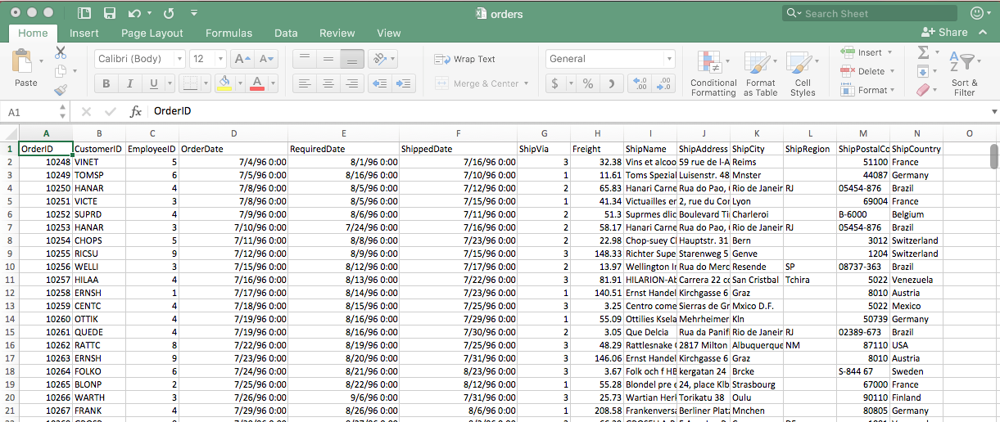 orders
Search Sheet
Home Insert Page Layout Formulas Data Review View
Share
Calibri (Body) 12 A A Wrap Text General Insert
Paste Delete
B I U A Merge & Center $ % Conditional Formatting Format as Table Cell Styles Format Sort & Filter
A1 fx OrderID
A B C D E F G H I J K L M N O
1 OrderID CustomerID EmployeeID OrderDate RequiredDate ShippedDate ShipVia Freight ShipName ShipAddress ShipCity ShipRegion ShipPostalCo ShipCountry
2 10248 VINET 5 7/4/96 0:00 8/1/96 0:00 7/16/96 0:00 3 32.38 Vins et alcoo 59 rue de l-A Reims 51100 France
3 10249 TOMSP 6 7/5/96 0:00 8/16/96 0:00 7/10/96 0:00 1 11.61 Toms Spezial Luisenstr. 48 Mnster 44087 Germany
4 10250 HANAR 4 7/8/96 0:00 8/5/96 0:00 7/12/96 0:00 2 65.83 Hanari Carne Rua do Pao, Rio de Janeir RJ 05454-876 Brazil
5 10251 VICTE 3 7/8/96 0:00 8/5/96 0:00 7/15/96 0:00 1 41.34 Victuailles er 2, rue du Cor Lyon 69004 France
6 10252 SUPRD 4 7/9/96 0:00 8/6/96 0:00 7/11/96 0:00 2 51.3 Suprmes dlic Boulevard Ti Charleroi B-6000 Belgium
7 10253 HANAR 3 7/10/96 0:00 7/24/96 0:00 7/16/96 0:00 2 58.17 Hanari Carne Rua do Pao, Rio de Janeir RJ 05454-876 Brazil
8 10254 CHOPS 5 7/11/96 0:00 8/8/96 0:00 7/23/96 0:00 2 22.98 Chop-suey Cl Hauptstr. 31 Bern 3012 Switzerland
9 10255 RICSU 9 7/12/96 0:00 8/9/96 0:00 7/15/96 0:00 3 148.33 Richter Supe Starenweg 5 Genve 1204 Switzerland
10 10256 WELLI 3 7/15/96 0:00 8/12/96 0:00 7/17/96 0:00 2 13.97 Wellington Ir Rua do Merc Resende SP 08737-363 Brazil
11 10257 HILAA 4 7/16/96 0:00 8/13/96 0:00 7/22/96 0:00 3 81.91 HILARION-Ab Carrera 22 co San Cristbal Tchira 5022 Venezuela
12 10258 ERNSH 1 7/17/96 0:00 8/14/96 0:00 7/23/96 0:00 1 140.51 Ernst Handel Kirchgasse 6 Graz 8010 Austria
13 10259 CENTC 4 7/18/96 0:00 8/15/96 0:00 7/25/96 0:00 3 3.25 Centro come Sierras de Gr Mxico D.F. 5022 Mexico
14 10260 OTTIK 4 7/19/96 0:00 8/16/96 0:00 7/29/96 0:00 1 55.09 Ottilies Ksela Mehrheimer Kln 50739 Germany
15 10261 QUEDE 4 7/19/96 0:00 8/16/96 0:00 7/30/96 0:00 2 3.05 Que Delcia Rua da Panifi Rio de Janeir RJ 02389-673 Brazil
16 10262 RATTC 8 7/22/96 0:00 8/19/96 0:00 7/25/96 0:00 3 48.29 Rattlesnake 2817 Milton Albuquerque NM 87110 USA
17 10263 ERNSH 9 7/23/96 0:00 8/20/96 0:00 7/31/96 0:00 3 146.06 Ernst Handel Kirchgasse 6 Graz 8010 Austria
18 10264 FOLKO 6 7/24/96 0:00 8/21/96 0:00 8/23/96 0:00 3 3.67 Folk och f HB kergatan 24 Brcke S-844 67 Sweden
19 10265 BLONP 2 7/25/96 0:00 8/22/96 0:00 8/12/96 0:00 1 55.28 Blondel pre e 24, place Klb Strasbourg 67000 France
20 10266 WARTH 3 7/26/96 0:00 9/6/96 0:00 7/31/96 0:00 3 25.73 Wartian Herl Torikatu 38 Oulu 90110 Finland
21 10267 FRANK 4 7/29/96 0:00 8/26/96 0:00 8/6/96 0:00 1 208.58 Frankenversa Berliner Platz Mnchen 80805 Germany